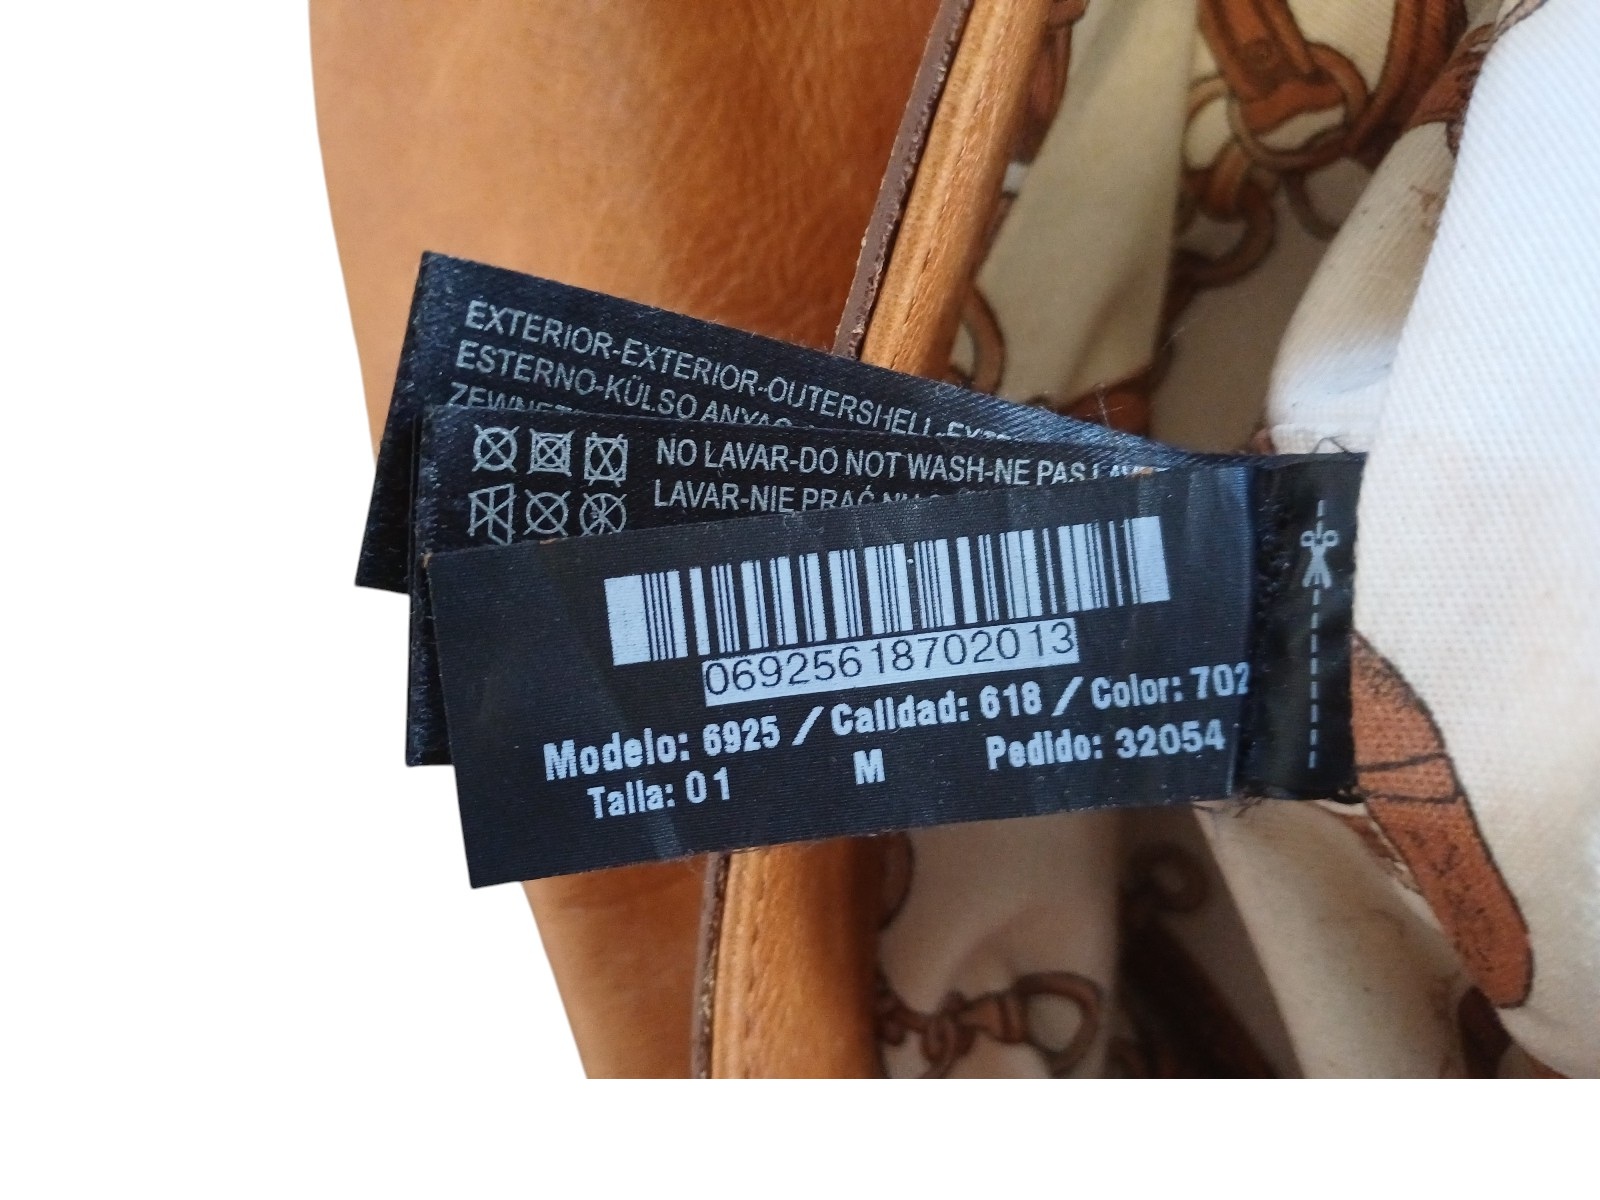 EXTERIOR-EXTERIOR-OUTERSHELL
ESTERNO-KÜLSO ANYAG
NO LAVAR-DO NOT WASH-NE PAS
LAVAR-NIE PRAĆ
06925618702013
Modelo: 6925 / Calidad: 618 / Color: 702
Talla: 01 M Pedido: 32054